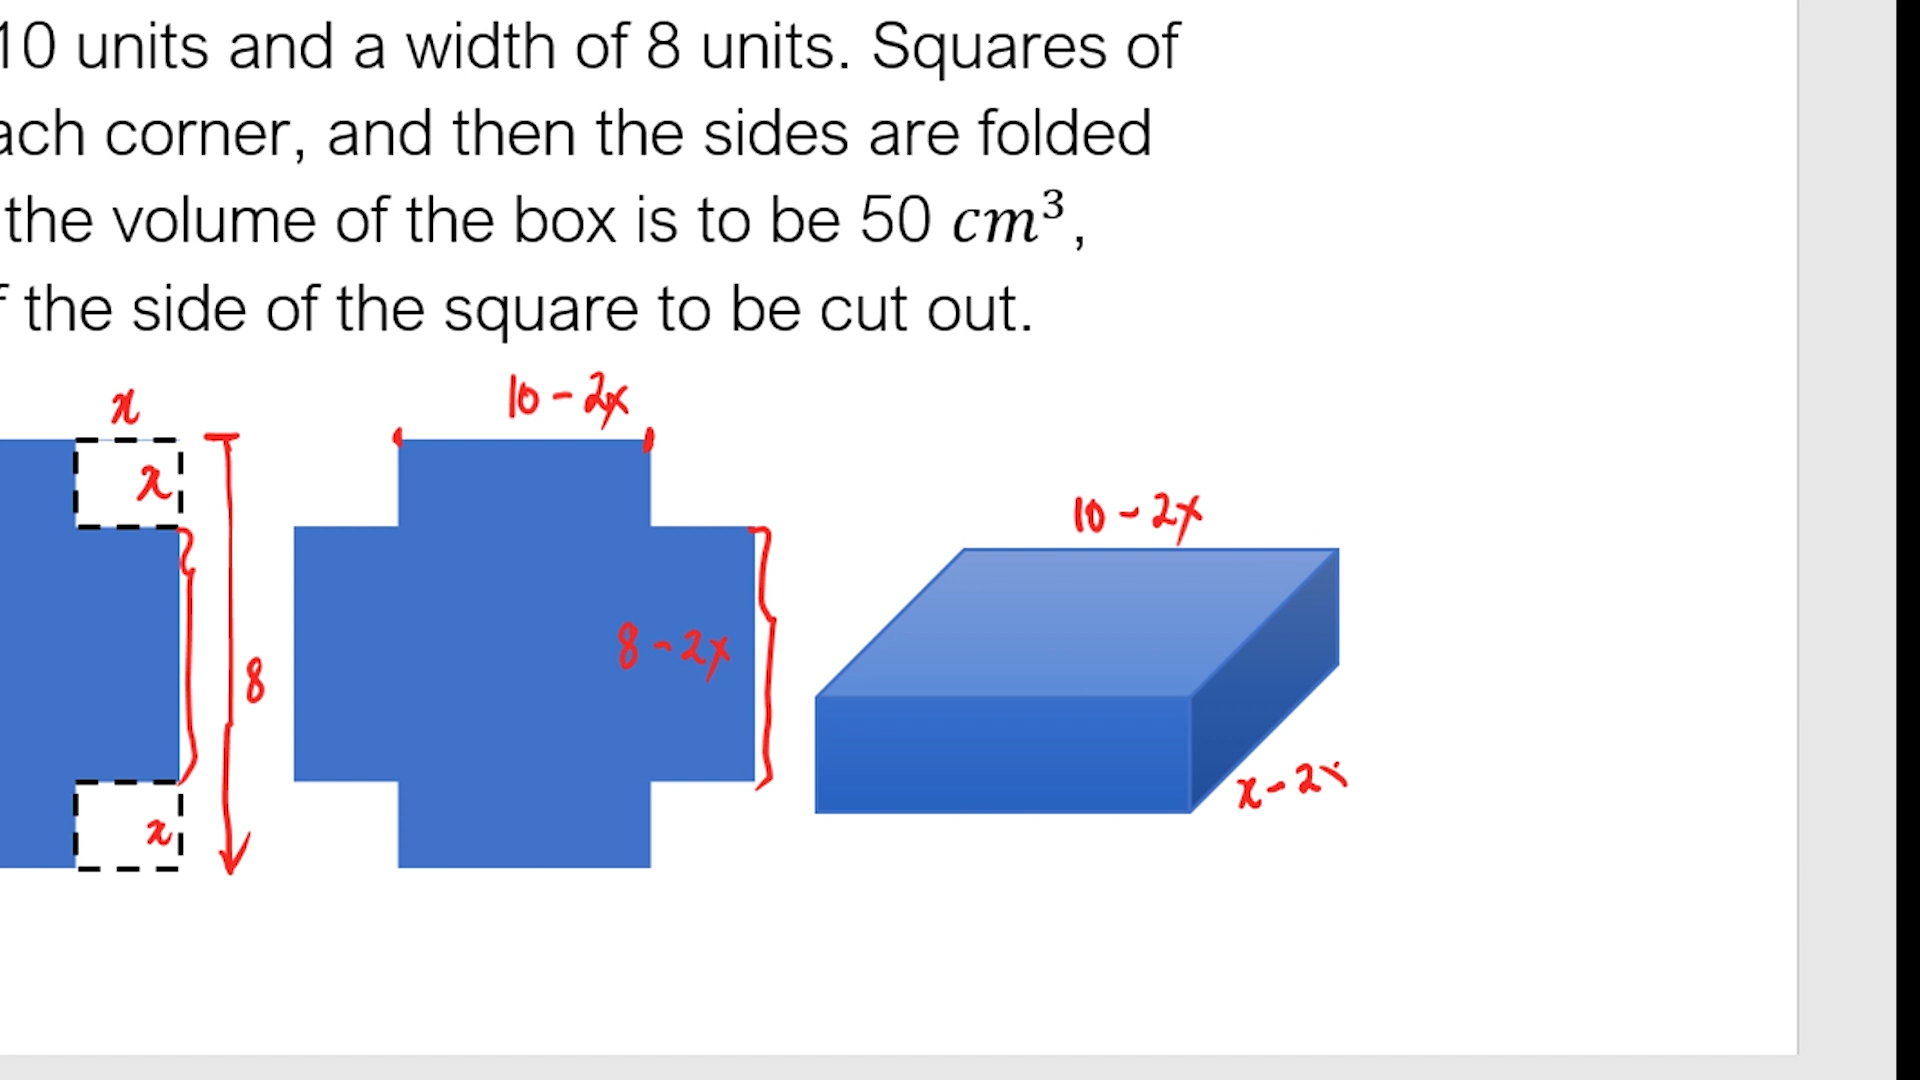 10 units and a width of 8 units. Squares of
ach corner, and then the sides are folded
the volume of the box is to be 50 cm³,
the side of the square to be cut out.
x
10 - 2x
x
10 - 2x
8 - 2x
8
x - 2x
x